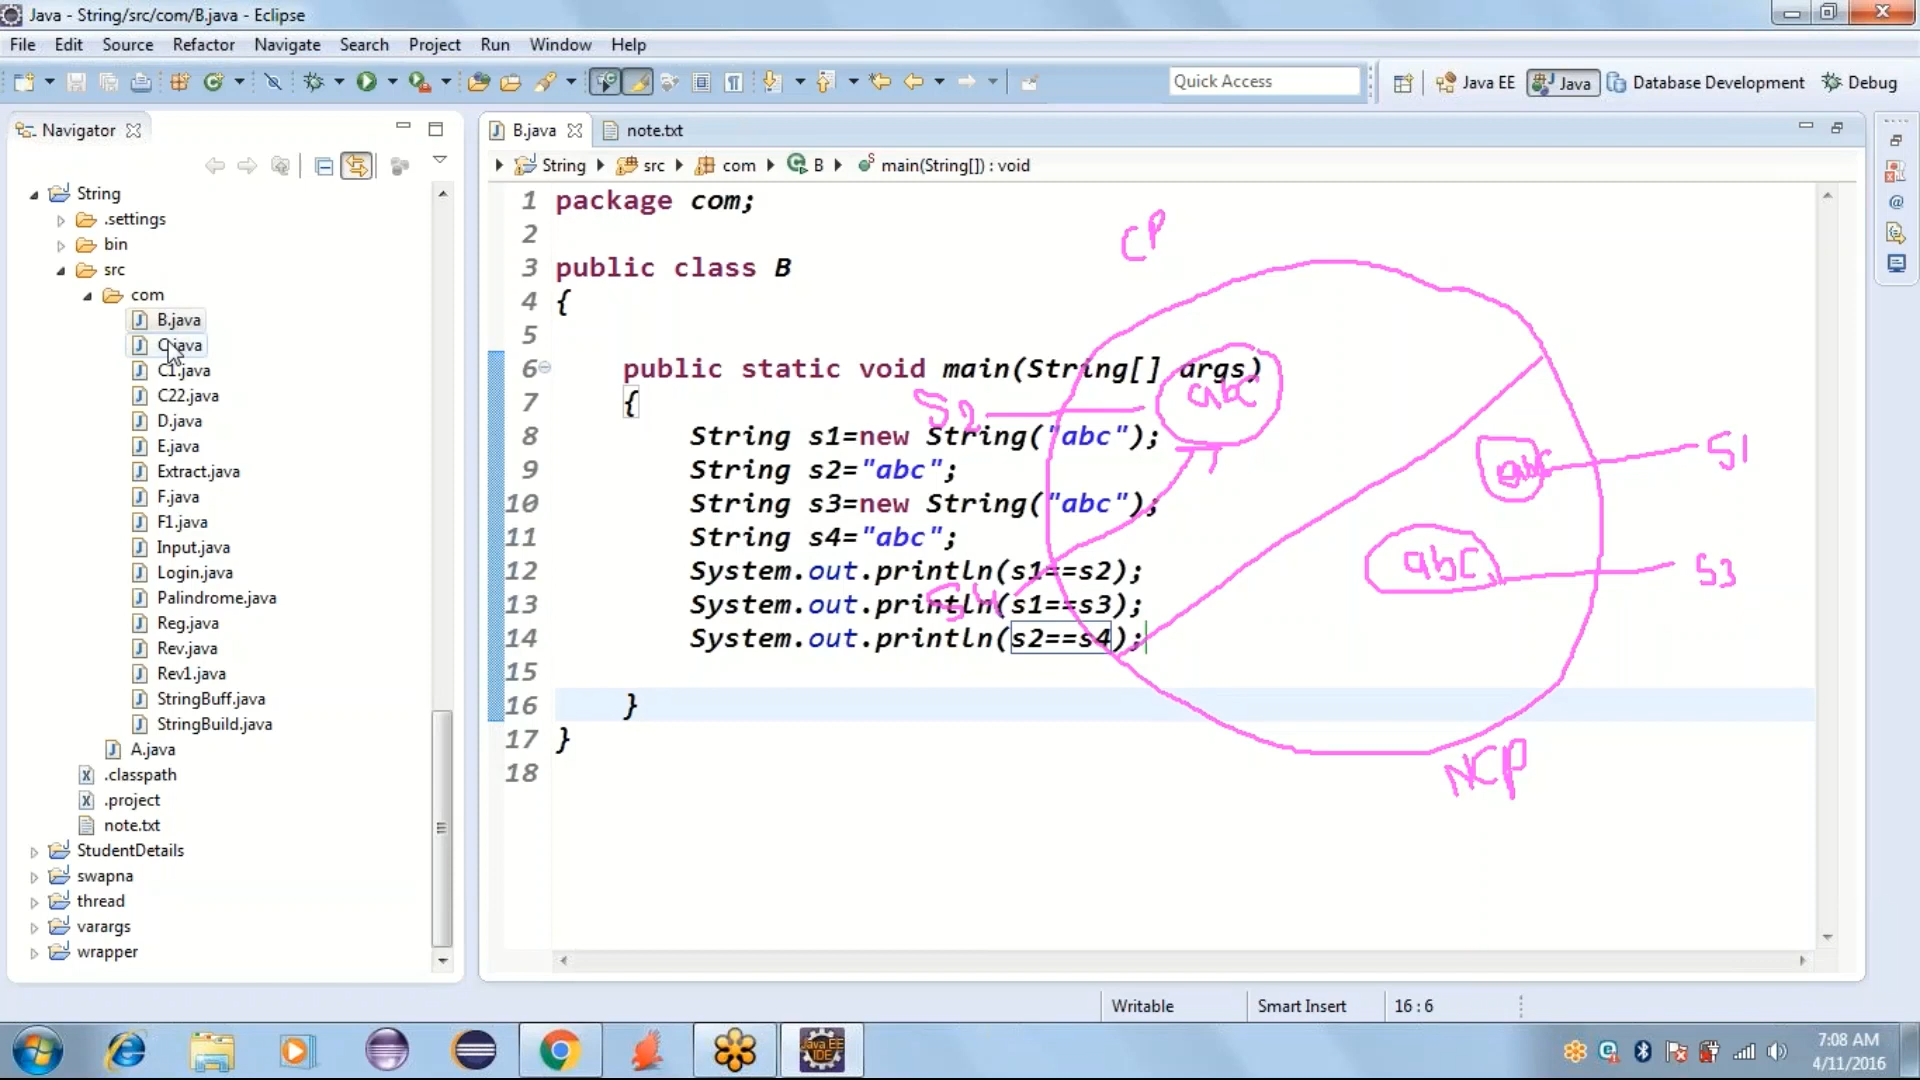 Java - String/src/com/B.java - Eclipse
File Edit Source Refactor Navigate Search Project Run Window Help
Quick Access
Java EE
Java
Database Development
Debug
Navigator
String
.settings
bin
src
com
B.java
C.java
C1.java
C22.java
D.java
E.java
Extract.java
F.java
F1.java
Input.java
Login.java
Palindrome.java
Reg.java
Rev.java
Rev1.java
StringBuff.java
StringBuild.java
A.java
.classpath
.project
note.txt
StudentDetails
swapna
thread
varargs
wrapper
B.java
note.txt
String src com B main(String[]) : void
1 package com;
2
3 public class B
4 {
5
6 public static void main(String[] args)
7 {
8 String s1=new String("abc");
9 String s2="abc";
10 String s3=new String("abc");
11 String s4="abc";
12 System.out.println(s1==s2);
13 System.out.println(s1==s3);
14 System.out.println(s2==s4);
15
16 }
17 }
18
CP
abc
S2
abc
S1
abc
S3
S4
NCP
Writable
Smart Insert
16 : 6
Java EE
IDE
7:08 AM
4/11/2016